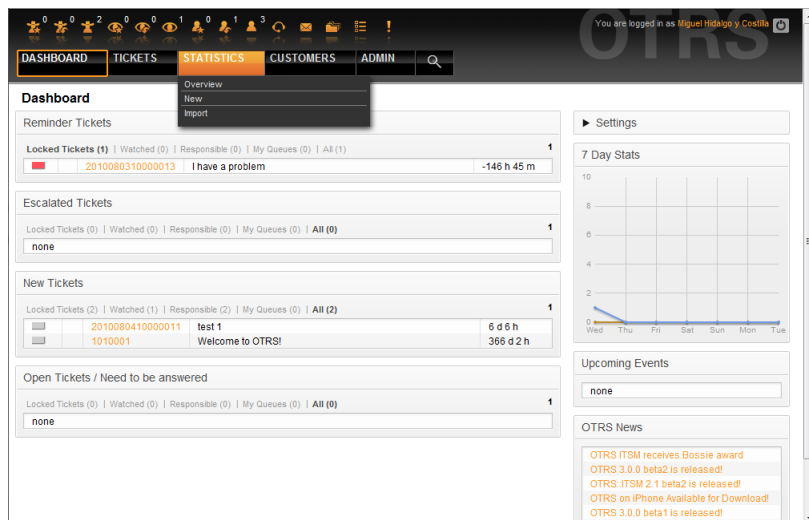 0 0 2 0 0 1 0 1 3
You are logged in as Miguel Hidalgo y Costilla
OTRS
DASHBOARD TICKETS STATISTICS CUSTOMERS ADMIN
Overview
New
Import
Dashboard
Reminder Tickets
Locked Tickets (1) | Watched (0) | Responsible (0) | My Queues (0) | All (1) 1
2010080310000013 I have a problem -146 h 45 m
Escalated Tickets
Locked Tickets (0) | Watched (0) | Responsible (0) | My Queues (0) | All (0) 1
none
New Tickets
Locked Tickets (2) | Watched (1) | Responsible (2) | My Queues (0) | All (2) 1
2010080410000011 test 1 6 d 6 h
1010001 Welcome to OTRS! 366 d 2 h
Open Tickets / Need to be answered
Locked Tickets (0) | Watched (0) | Responsible (0) | My Queues (0) | All (0) 1
none
Settings
7 Day Stats
10
8
6
4
2
0
Wed Thu Fri Sat Sun Mon Tue
Upcoming Events
none
OTRS News
OTRS ITSM receives Bossie award
OTRS 3.0.0 beta2 is released!
OTRS::ITSM 2.1 beta2 is released!
OTRS on iPhone Available for Download!
OTRS 3.0.0 beta1 is released!